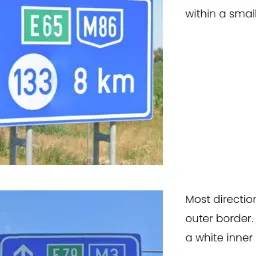 E65 M86
133 8 km
within a small
Most direction
outer border.
a white inner
E79 M3